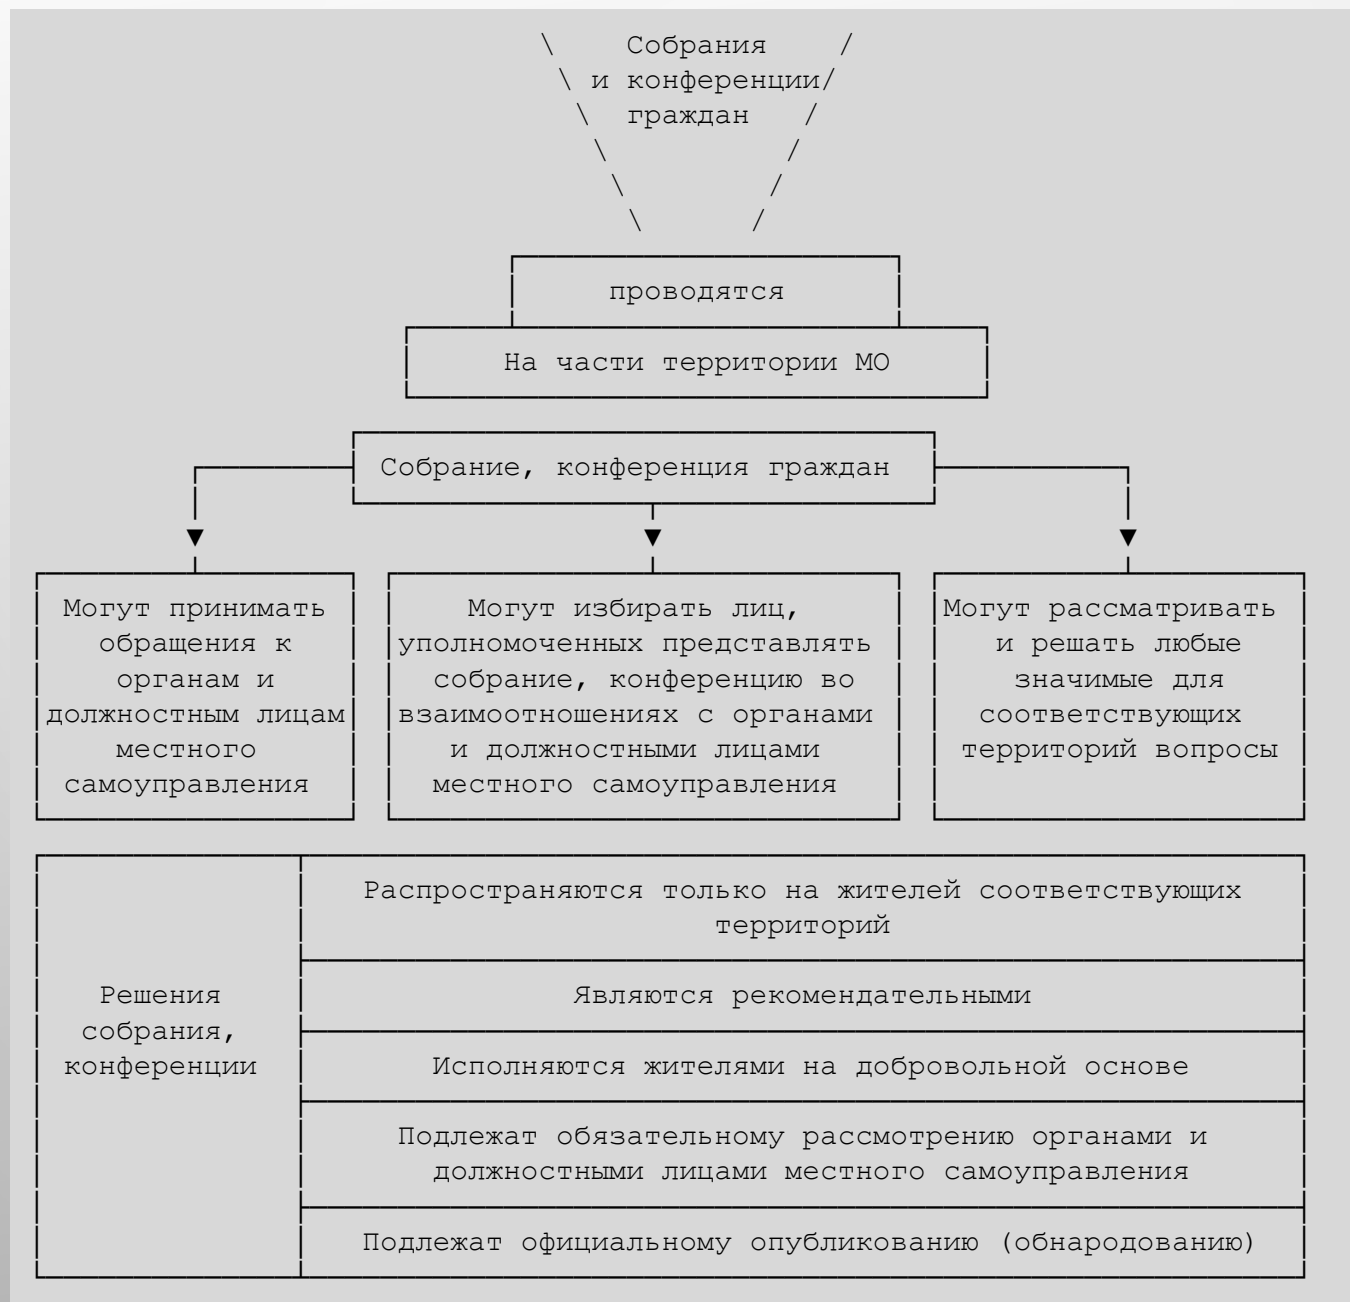 Собрания
и конференции
граждан
проводятся
На части территории МО
Собрание, конференция граждан
Могут принимать
обращения к
органам и
должностным лицам
местного
самоуправления
Могут избирать лиц,
уполномоченных представлять
собрание, конференцию во
взаимоотношениях с органами
и должностными лицами
местного самоуправления
Могут рассматривать
и решать любые
значимые для
соответствующих
территорий вопросы
Решения
собрания,
конференции
Распространяются только на жителей соответствующих
территорий
Являются рекомендательными
Исполняются жителями на добровольной основе
Подлежат обязательному рассмотрению органами и
должностными лицами местного самоуправления
Подлежат официальному опубликованию (обнародованию)